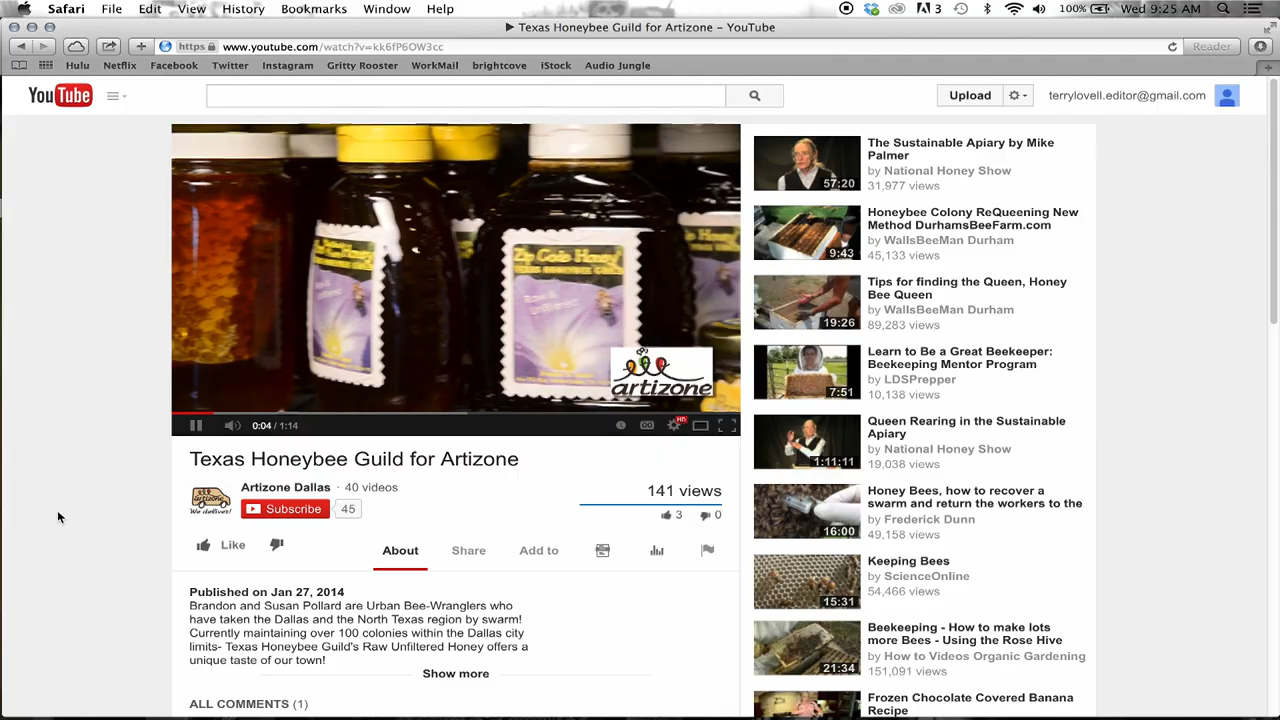 Safari File Edit View History Bookmarks Window Help 3 100% Wed 9:25 AM
Texas Honeybee Guild for Artizone – YouTube
https www.youtube.com/watch?v=kk6fP6OW3cc Reader
Hulu Netflix Facebook Twitter Instagram Gritty Rooster WorkMail brightcove iStock Audio Jungle
YouTube Upload terrylovell.editor@gmail.com
Zip Code Honey
artizone
0:04 / 1:14 HD
Texas Honeybee Guild for Artizone
Artizone Dallas · 40 videos
We deliver!
Subscribe 45
141 views
3 0
Like About Share Add to
Published on Jan 27, 2014
Brandon and Susan Pollard are Urban Bee-Wranglers who
have taken the Dallas and the North Texas region by swarm!
Currently maintaining over 100 colonies within the Dallas city
limits- Texas Honeybee Guild's Raw Unfiltered Honey offers a
unique taste of our town!
Show more
ALL COMMENTS (1)
57:20
The Sustainable Apiary by Mike
Palmer
by National Honey Show
31,977 views
9:43
Honeybee Colony ReQueening New
Method DurhamsBeeFarm.com
by WallsBeeMan Durham
45,133 views
19:26
Tips for finding the Queen, Honey
Bee Queen
by WallsBeeMan Durham
89,283 views
7:51
Learn to Be a Great Beekeeper:
Beekeeping Mentor Program
by LDSPrepper
10,138 views
1:11:11
Queen Rearing in the Sustainable
Apiary
by National Honey Show
19,038 views
16:00
Honey Bees, how to recover a
swarm and return the workers to the
by Frederick Dunn
49,158 views
15:31
Keeping Bees
by ScienceOnline
54,466 views
21:34
Beekeeping - How to make lots
more Bees - Using the Rose Hive
by How to Videos Organic Gardening
151,091 views
Frozen Chocolate Covered Banana
Recipe